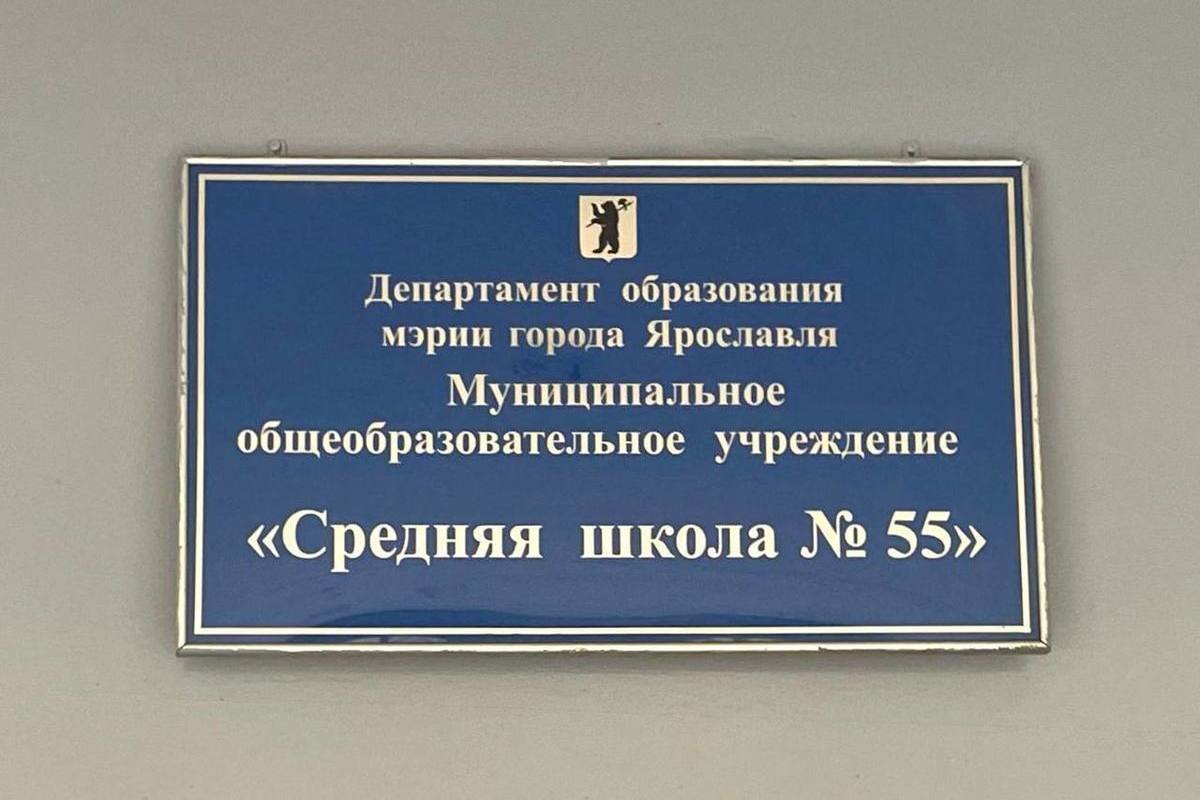 Департамент образования
мэрии города Ярославля
Муниципальное
общеобразовательное учреждение
«Средняя школа № 55»